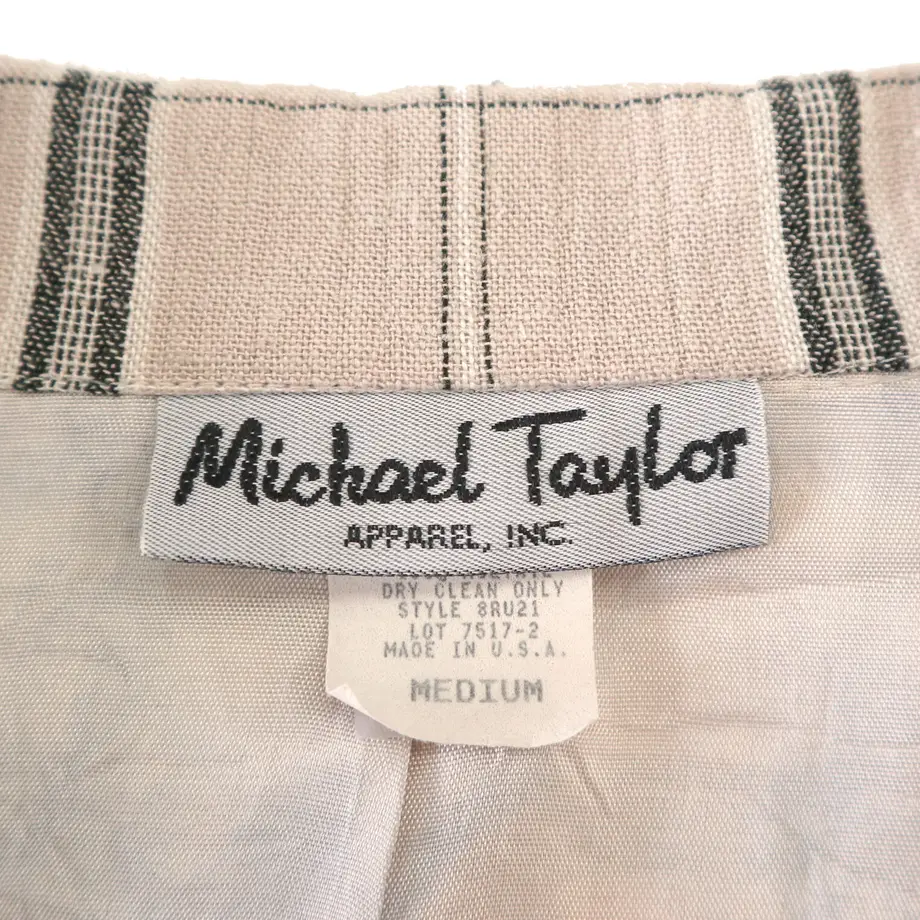 Michael Taylor
APPAREL, INC.
DRY CLEAN ONLY
STYLE 8RU21
LOT 7517-2
MADE IN U.S.A.
MEDIUM